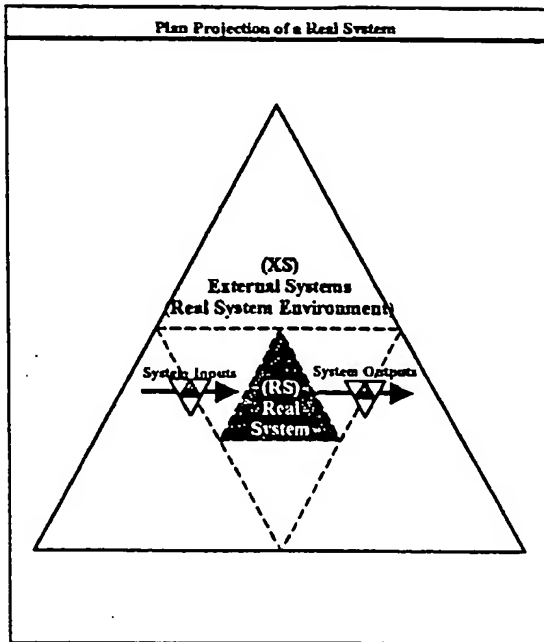 Plan Projection of a Real System
(XS)
External Systems
(Real System Environment)
System Inputs
System Outputs
(RS)
Real
System